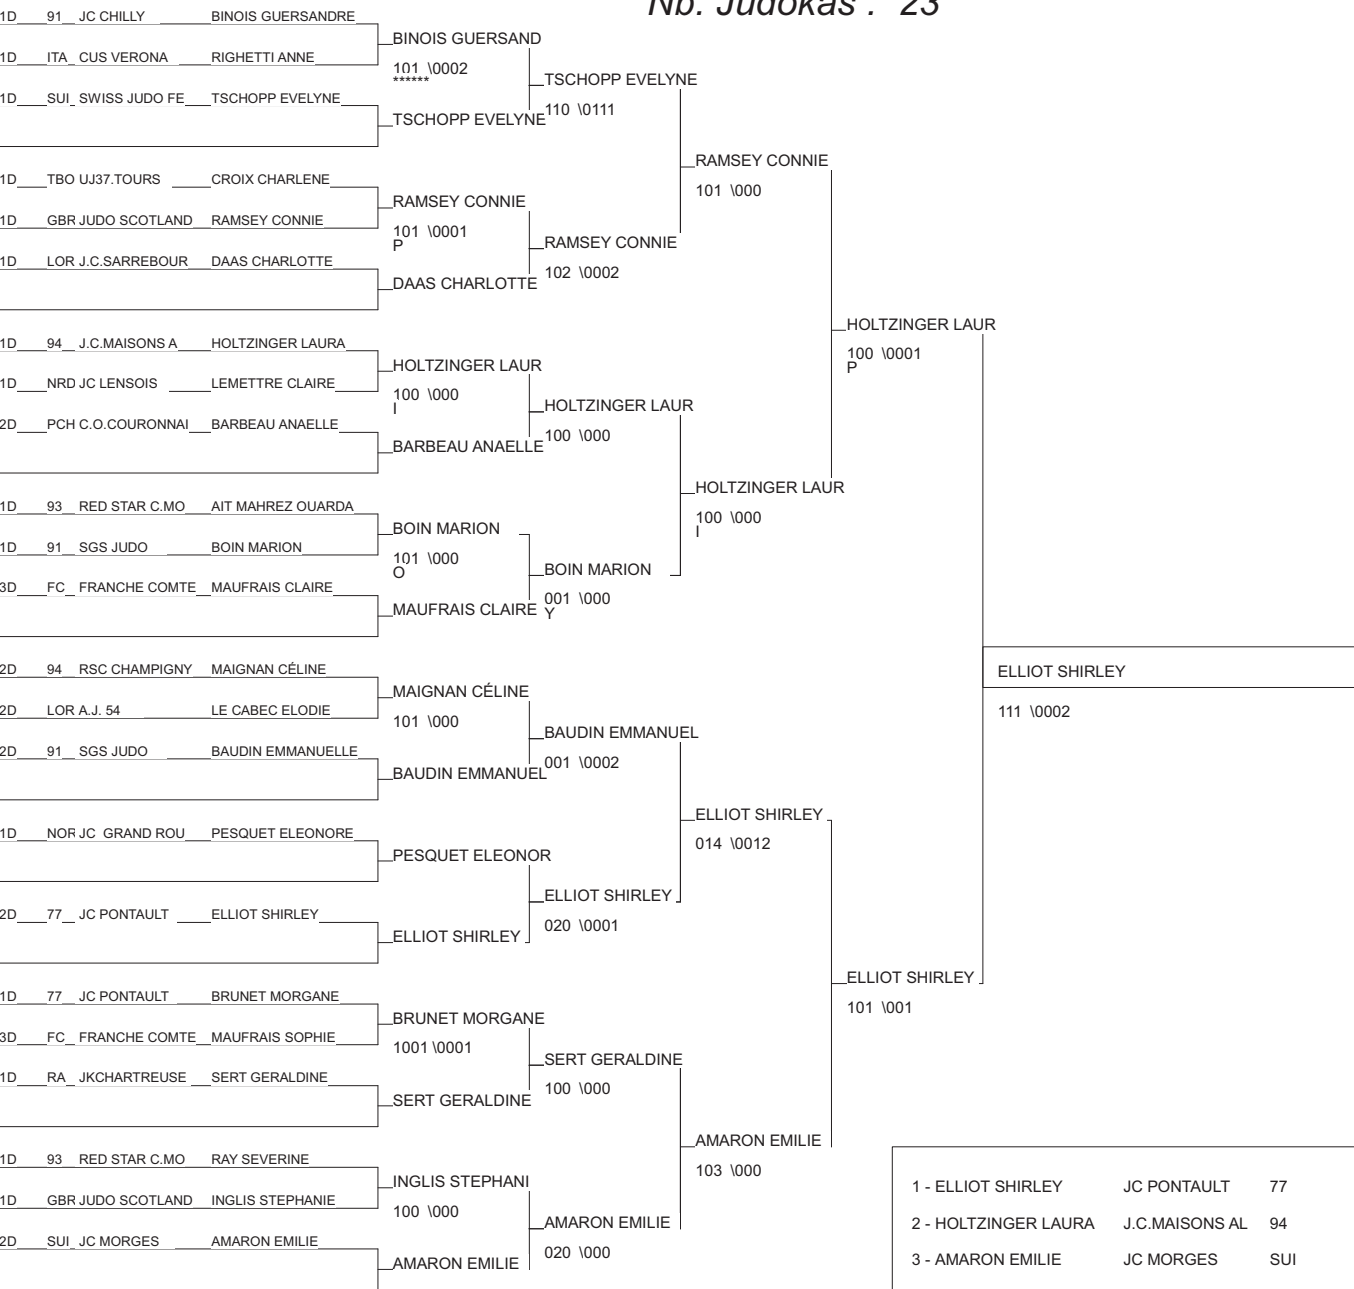 Nb. Judokas : 23
1D 91 JC CHILLY BINOIS GUERSANDRE
BINOIS GUERSAND
1D ITA CUS VERONA RIGHETTI ANNE
101 \0002
******
TSCHOPP EVELYNE
1D SUI SWISS JUDO FE TSCHOPP EVELYNE
110 \0111
TSCHOPP EVELYNE
RAMSEY CONNIE
1D TBO UJ37.TOURS CROIX CHARLENE
101 \000
RAMSEY CONNIE
1D GBR JUDO SCOTLAND RAMSEY CONNIE
101 \0001
P
RAMSEY CONNIE
1D LOR J.C.SARREBOUR DAAS CHARLOTTE
102 \0002
DAAS CHARLOTTE
HOLTZINGER LAUR
1D 94 J.C.MAISONS A HOLTZINGER LAURA
100 \0001
P
HOLTZINGER LAUR
1D NRD JC LENSOIS LEMETTRE CLAIRE
100 \000
I
HOLTZINGER LAUR
2D PCH C.O.COURONNAI BARBEAU ANAELLE
100 \000
BARBEAU ANAELLE
HOLTZINGER LAUR
1D 93 RED STAR C.MO AIT MAHREZ OUARDA
100 \000
I
BOIN MARION
1D 91 SGS JUDO BOIN MARION
101 \000
O
BOIN MARION
3D FC FRANCHE COMTE MAUFRAIS CLAIRE
001 \000
Y
MAUFRAIS CLAIRE
2D 94 RSC CHAMPIGNY MAIGNAN CÉLINE
ELLIOT SHIRLEY
MAIGNAN CÉLINE
2D LOR A.J. 54 LE CABEC ELODIE
111 \0002
101 \000
BAUDIN EMMANUEL
2D 91 SGS JUDO BAUDIN EMMANUELLE
001 \0002
BAUDIN EMMANUEL
ELLIOT SHIRLEY
1D NOR JC GRAND ROU PESQUET ELEONORE
014 \0012
PESQUET ELEONOR
ELLIOT SHIRLEY
2D 77 JC PONTAULT ELLIOT SHIRLEY
020 \0001
ELLIOT SHIRLEY
ELLIOT SHIRLEY
1D 77 JC PONTAULT BRUNET MORGANE
101 \001
BRUNET MORGANE
3D FC FRANCHE COMTE MAUFRAIS SOPHIE
1001 \0001
SERT GERALDINE
1D RA JKCHARTREUSE SERT GERALDINE
100 \000
SERT GERALDINE
AMARON EMILIE
1D 93 RED STAR C.MO RAY SEVERINE
103 \000
INGLIS STEPHANI
1D GBR JUDO SCOTLAND INGLIS STEPHANIE
100 \000
AMARON EMILIE
2D SUI JC MORGES AMARON EMILIE
020 \000
AMARON EMILIE
1 - ELLIOT SHIRLEY JC PONTAULT 77
2 - HOLTZINGER LAURA J.C.MAISONS AL 94
3 - AMARON EMILIE JC MORGES SUI